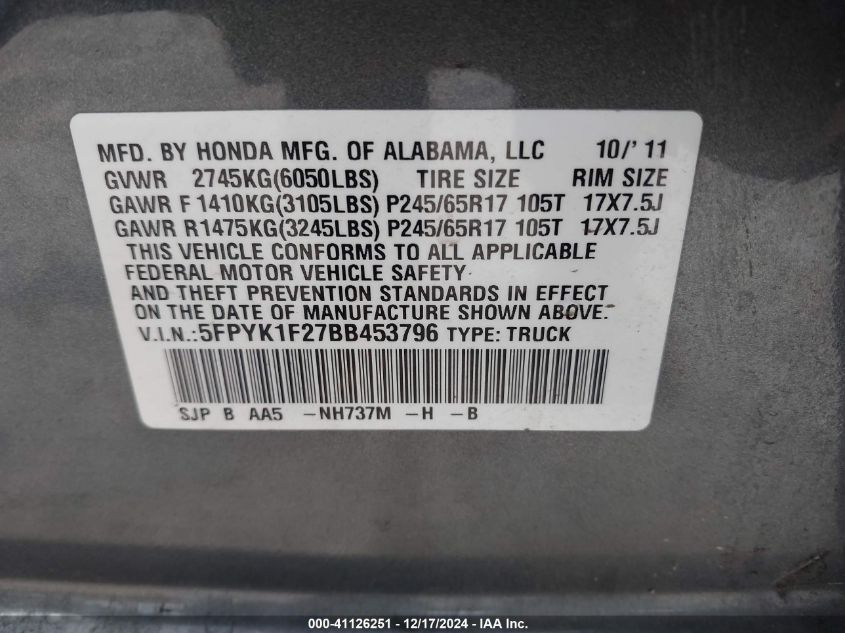 MFD. BY HONDA MFG. OF ALABAMA, LLC 10/'11
GVWR 2745KG(6050LBS) TIRE SIZE RIM SIZE
GAWR F 1410KG(3105LBS) P245/65R17 105T 17X7.5J
GAWR R1475KG(3245LBS) P245/65R17 105T 17X7.5J
THIS VEHICLE CONFORMS TO ALL APPLICABLE
FEDERAL MOTOR VEHICLE SAFETY
AND THEFT PREVENTION STANDARDS IN EFFECT
ON THE DATE OF MANUFACTURE SHOWN ABOVE.
V.I.N.:5FPYK1F27BB453796 TYPE: TRUCK
SJP B AA5 -NH737M -H -B
000-41126251 - 12/17/2024 - IAA Inc.